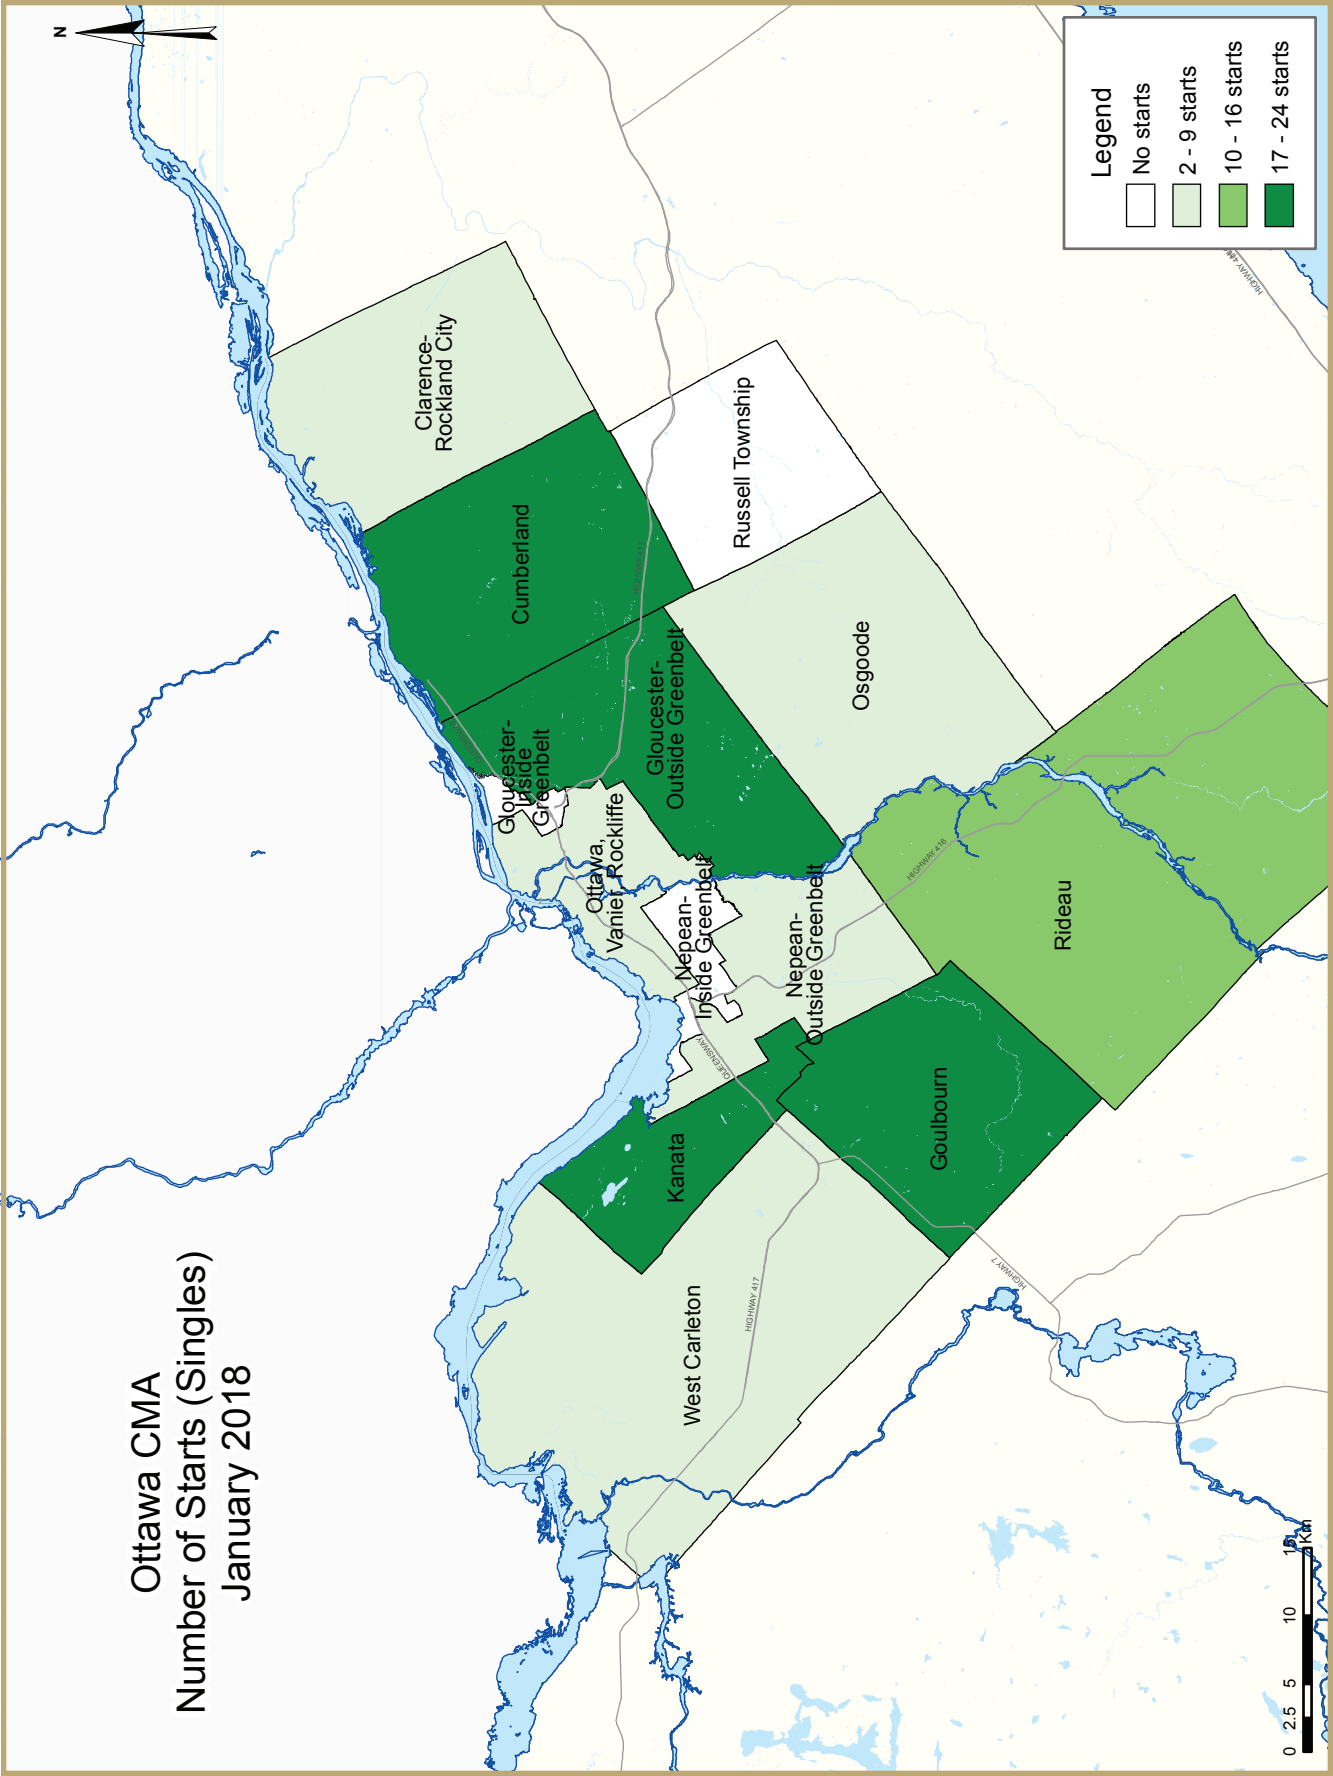 Ottawa CMA
Number of Starts (Singles)
January 2018
N
Legend
No starts
2 - 9 starts
10 - 16 starts
17 - 24 starts
Clarence-
Rockland City
Cumberland
Russell Township
Gloucester-
Inside
Greenbelt
Gloucester-
Outside Greenbelt
Osgoode
Ottawa,
Vanier, Rockliffe
Nepean-
Inside Greenbelt
Nepean-
Outside Greenbelt
Rideau
Kanata
Goulbourn
West Carleton
HIGHWAY 417
HIGHWAY 416
QUEENSWAY
HIGHWAY 417
HIGHWAY 7
0 2.5 5 10 15
Km